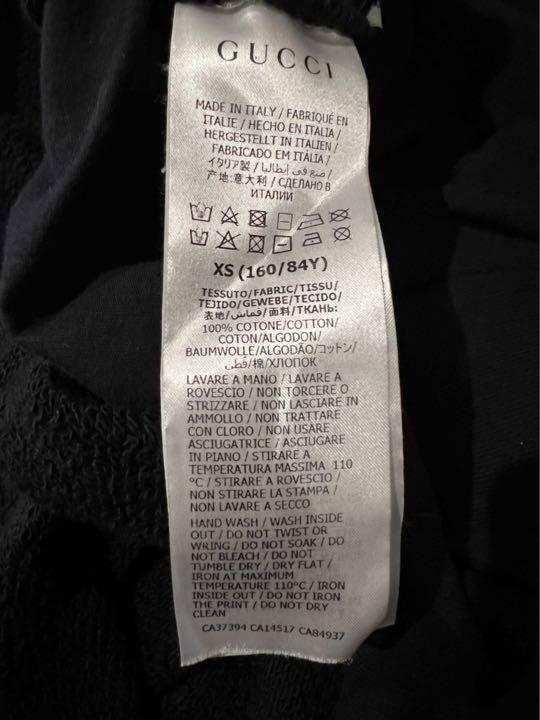 GUCCI
MADE IN ITALY / FABRIQUÉ EN
ITALIE / HECHO EN ITALIA /
HERGESTELLT IN ITALIEN /
FABRICADO EM ITÁLIA /
イタリア製 / صنع في إيطاليا /
产地:意大利 / СДЕЛАНО В
ИТАЛИИ
XS (160/84Y)
TESSUTO/FABRIC/TISSU/
TEJIDO/GEWEBE/TECIDO/
表地/قماش/面料/ТКАНЬ:
100% COTONE/COTTON/
COTON/ALGODON/
BAUMWOLLE/ALGODÃO/コットン/
قطن/棉/ХЛОПОК
LAVARE A MANO / LAVARE A
ROVESCIO / NON TORCERE O
STRIZZARE / NON LASCIARE IN
AMMOLLO / NON TRATTARE
CON CLORO / NON USARE
ASCIUGATRICE / ASCIUGARE
IN PIANO / STIRARE A
TEMPERATURA MASSIMA 110
°C / STIRARE A ROVESCIO /
NON STIRARE LA STAMPA /
NON LAVARE A SECCO
HAND WASH / WASH INSIDE
OUT / DO NOT TWIST OR
WRING / DO NOT SOAK / DO
NOT BLEACH / DO NOT
TUMBLE DRY / DRY FLAT /
IRON AT MAXIMUM
TEMPERATURE 110°C / IRON
INSIDE OUT / DO NOT IRON
THE PRINT / DO NOT DRY
CLEAN
CA37394 CA14517 CA84937